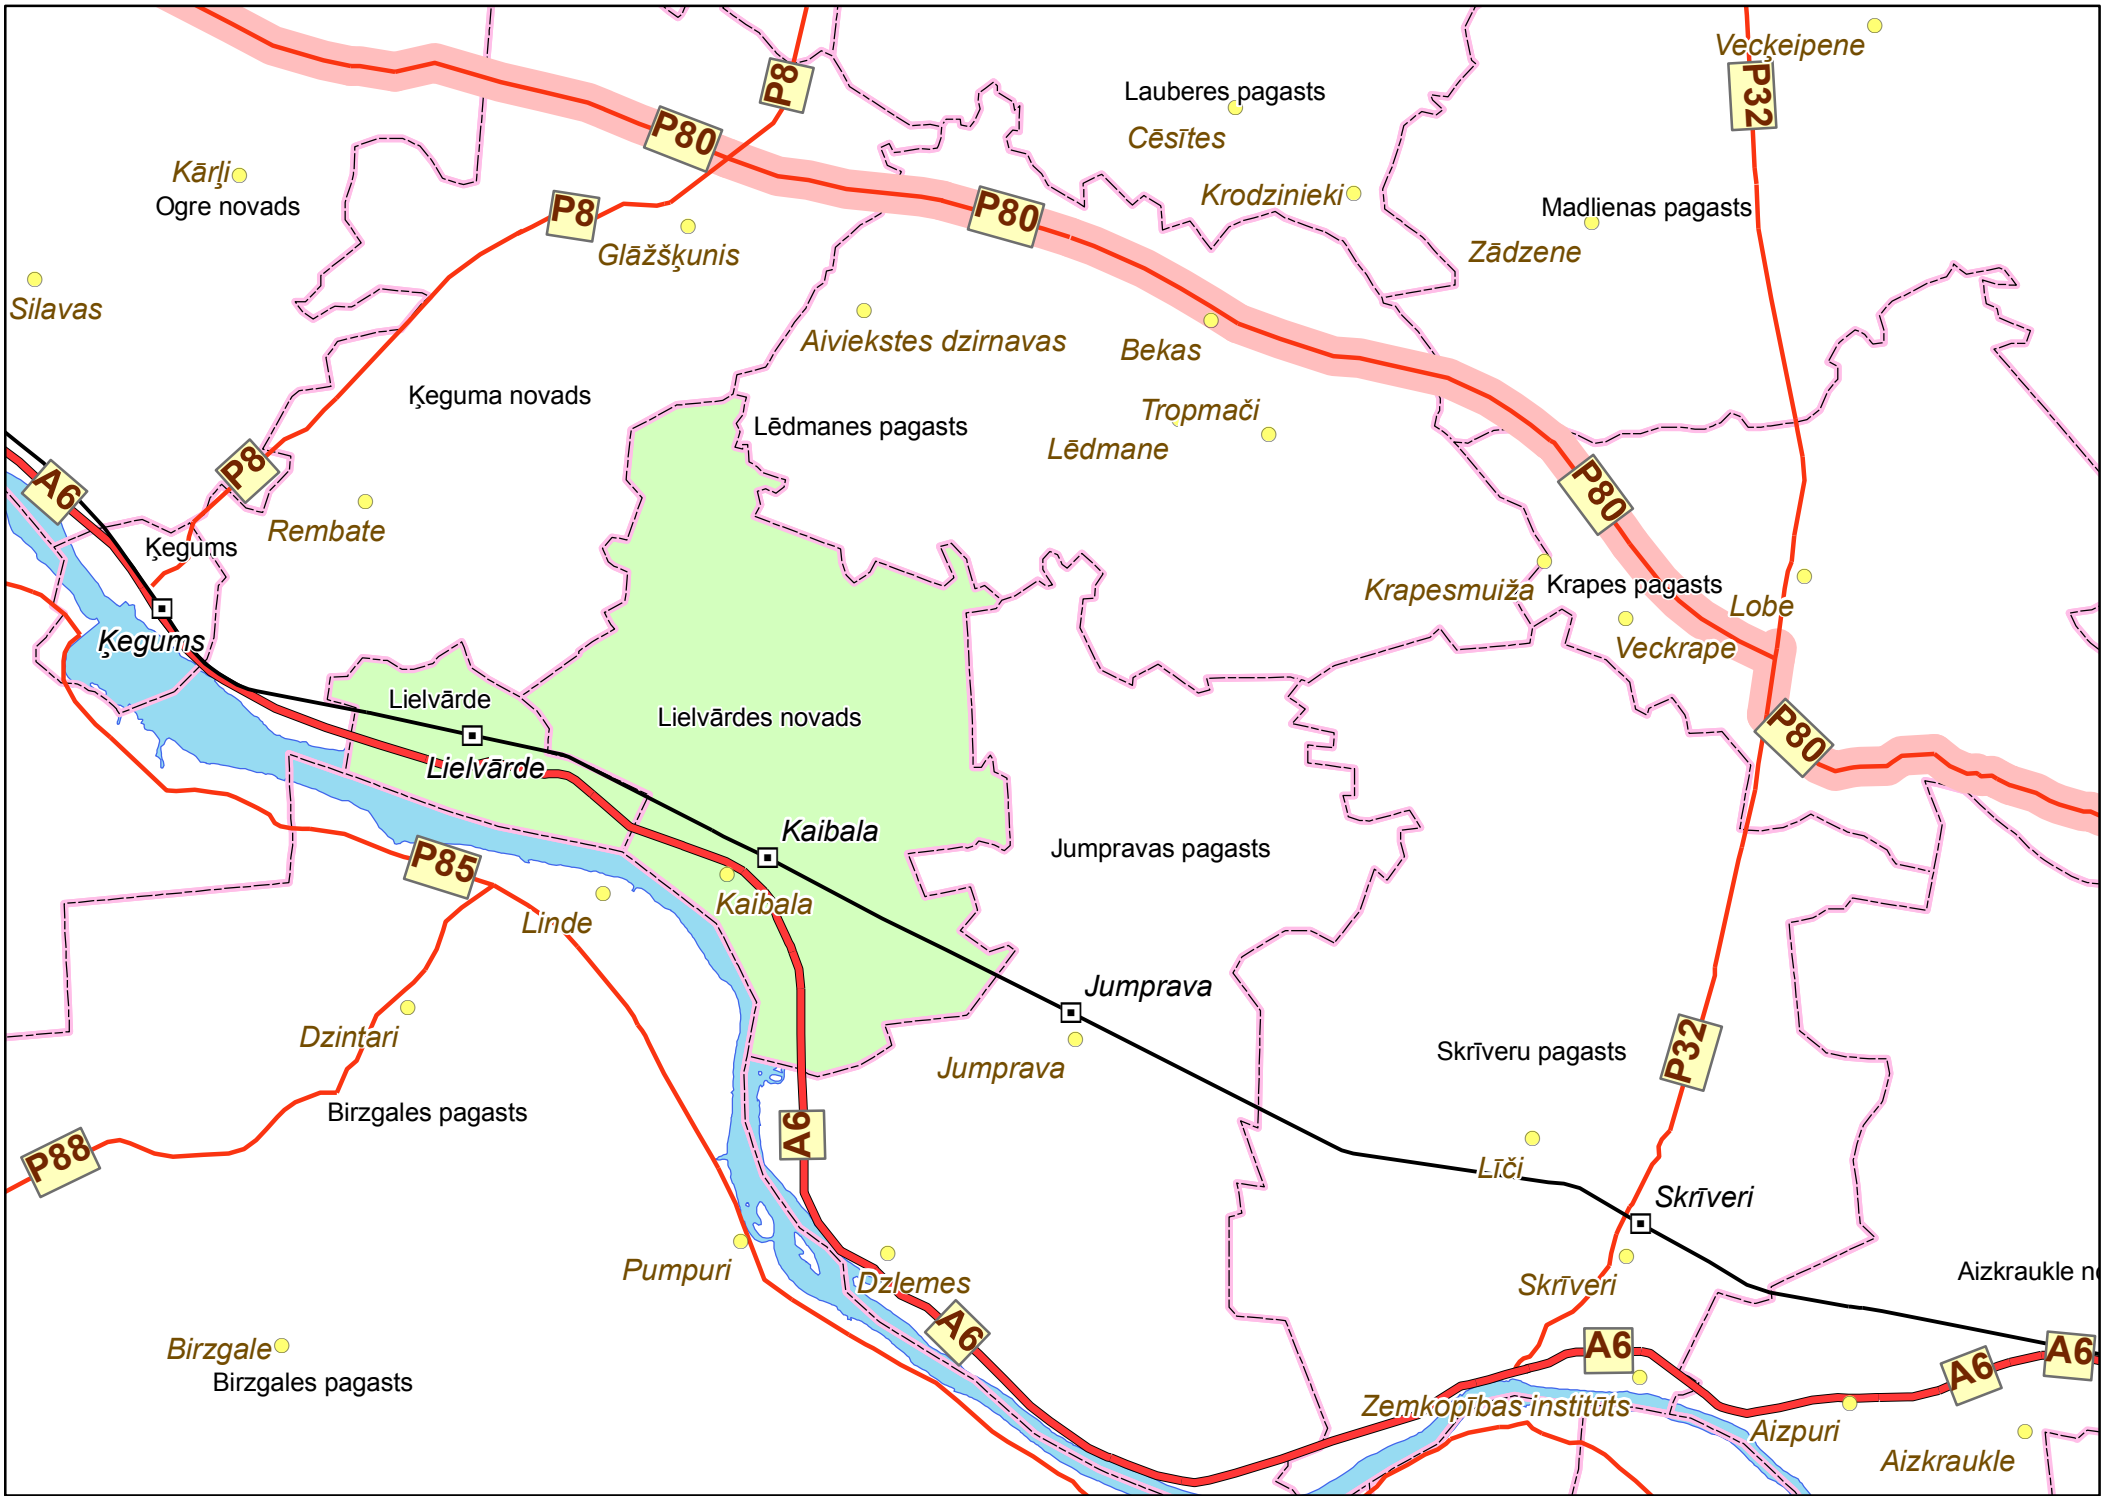 Vecķeipene
P8
P32
Lauberes pagasts
Cēsītes
P80
Kārļi
Ogre novads
Krodzinieki
P8
P80
Madlienas pagasts
Zādzene
Glāžšķunis
Silavas
Aiviekstes dzirnavas
Bekas
Ķeguma novads
Tropmači
Lēdmanes pagasts
Lēdmane
P8
A6
P80
Rembate
Ķegums
Krapesmuiža
Krapes pagasts
Lobe
Ķegums
Veckrape
Lielvārde
Lielvārdes novads
P80
Lielvārde
Kaibala
Jumpravas pagasts
P85
Kaibala
Linde
Jumprava
Dzintari
Skrīveru pagasts
P32
Jumprava
Birzgales pagasts
A6
P88
Līči
Skrīveri
Pumpuri
Dzlemes
Skrīveri
Aizkraukle n
A6
Birzgale
A6
A6
A6
Birzgales pagasts
Zemkopības institūts
Aizpuri
Aizkraukle